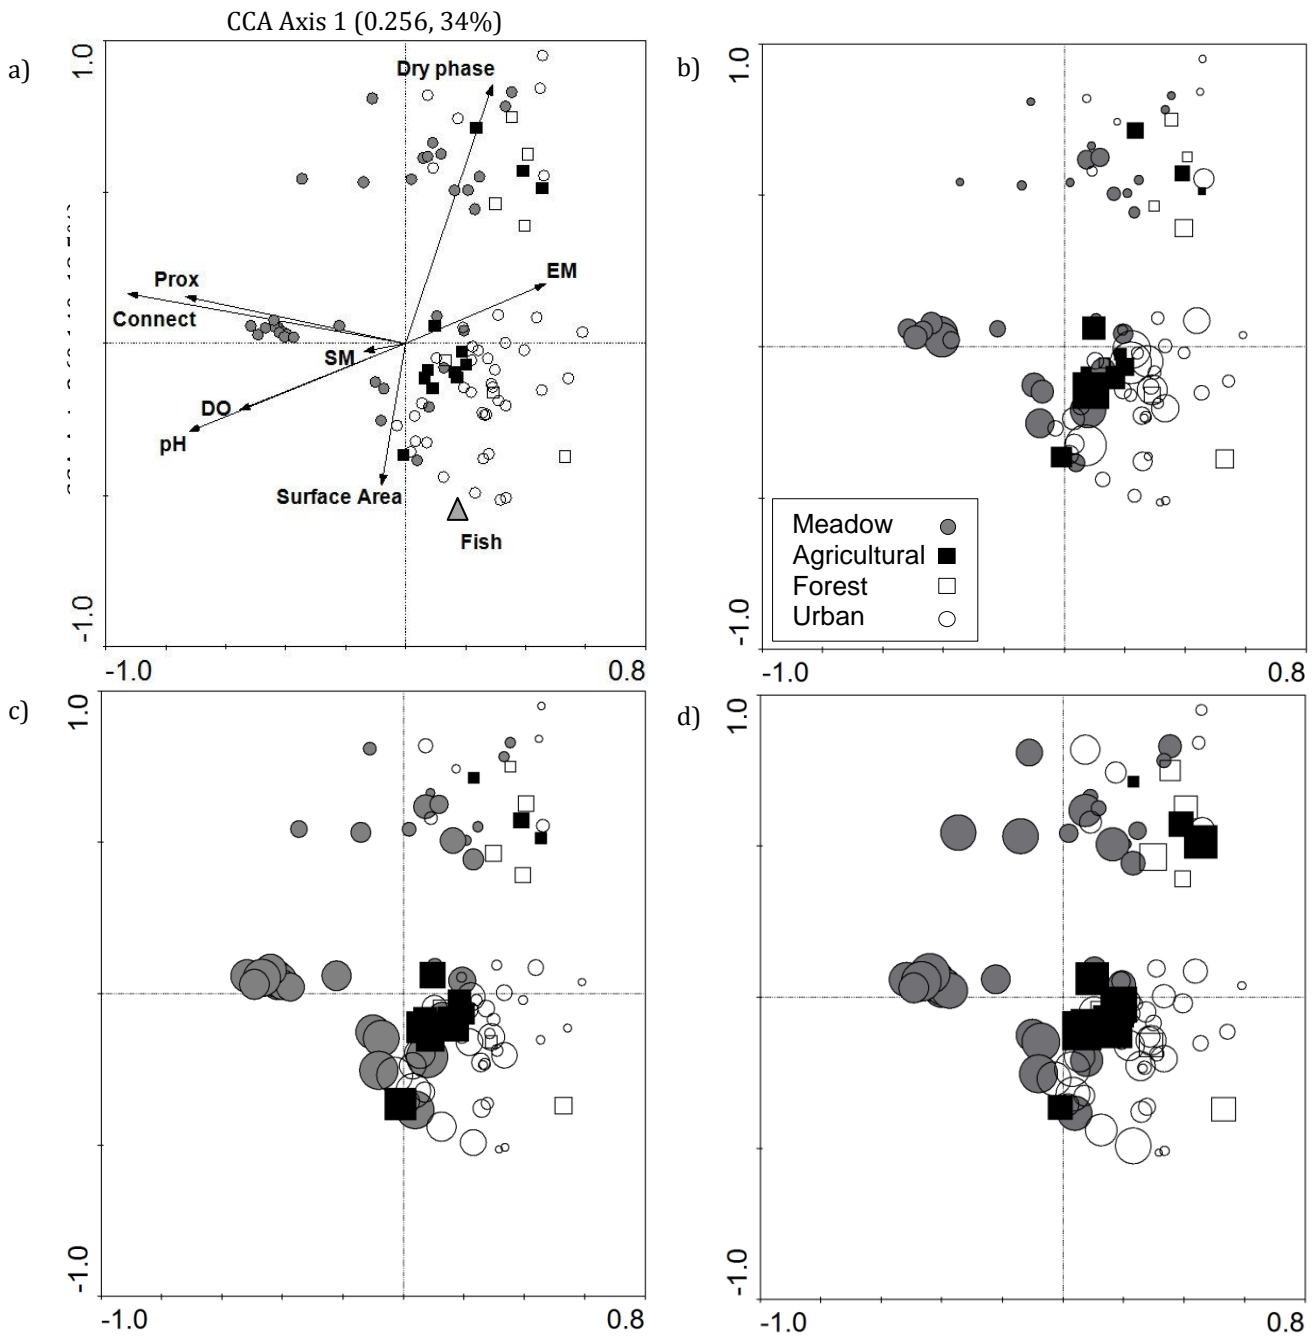 CCA Axis 1 (0.256, 34%)
a)
1.0
Dry phase
Prox
Connect
EM
SM
DO
pH
Surface Area
Fish
-1.0
-1.0
0.8
b)
1.0
Meadow
Agricultural
Forest
Urban
-1.0
-1.0
0.8
c)
1.0
-1.0
-1.0
0.8
d)
1.0
-1.0
-1.0
0.8